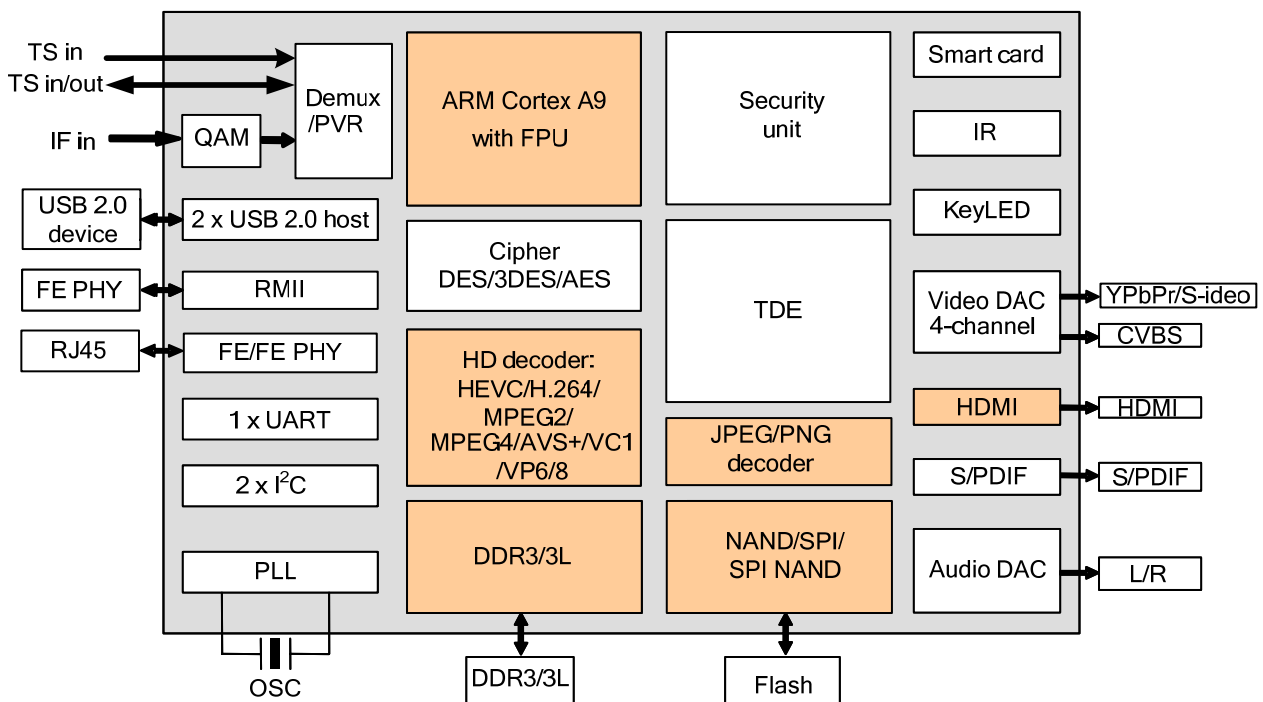 TS in
TS in/out
IF in
QAM
Demux
/PVR
USB 2.0
device
2 x USB 2.0 host
FE PHY
RMII
RJ45
FE/FE PHY
1 x UART
2 x I²C
PLL
OSC
ARM Cortex A9
with FPU
Cipher
DES/3DES/AES
HD decoder:
HEVC/H.264/
MPEG2/
MPEG4/AVS+/VC1
/VP6/8
DDR3/3L
DDR3/3L
Security
unit
TDE
JPEG/PNG
decoder
NAND/SPI/
SPI NAND
Flash
Smart card
IR
KeyLED
Video DAC
4-channel
YPbPr/S-ideo
CVBS
HDMI
HDMI
S/PDIF
S/PDIF
Audio DAC
L/R